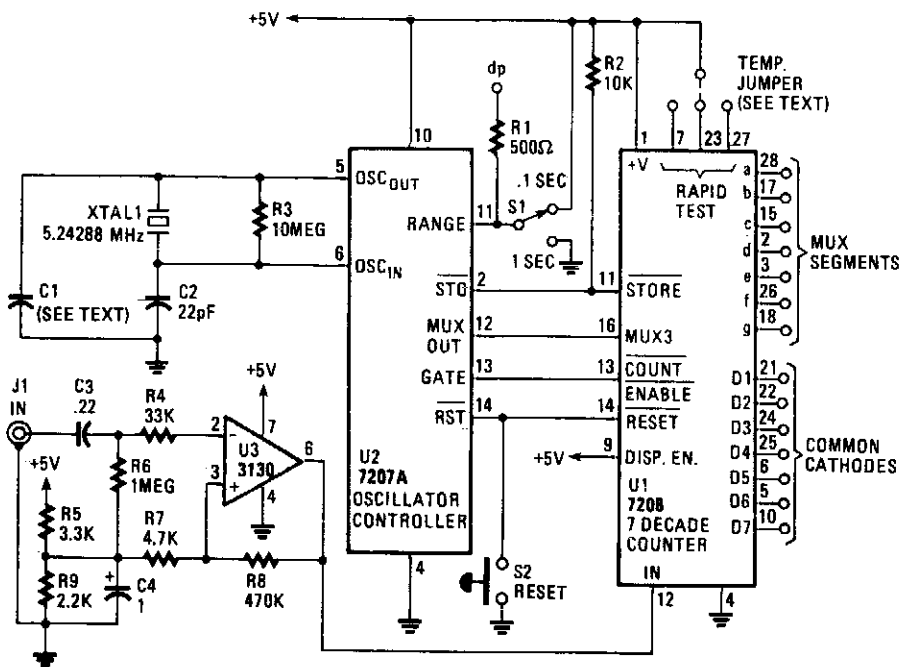 +5V
dp
R1
500Ω
R2
10K
TEMP.
JUMPER
(SEE TEXT)
10
5
OSC OUT
XTAL1
5.24288 MHz
R3
10MEG
6
OSC IN
C1
(SEE TEXT)
C2
22pF
RANGE
11
S1
.1 SEC
1 SEC
STO
2
MUX
OUT
12
GATE
13
RST
14
U2
7207A
OSCILLATOR
CONTROLLER
4
1
7
23
27
+V
RAPID
TEST
11
STORE
16
MUX3
13
COUNT
ENABLE
14
RESET
+5V
9
DISP. EN.
U1
7208
7 DECADE
COUNTER
IN
12
4
a
28
b
17
c
15
d
2
e
3
f
26
g
18
MUX
SEGMENTS
D1
21
D2
22
D3
24
D4
25
D5
6
D6
5
D7
10
COMMON
CATHODES
S2
RESET
J1
IN
C3
.22
R4
33K
+5V
2
-
7
6
U3
3130
3
+
4
R6
1MEG
+5V
R5
3.3K
R7
4.7K
R9
2.2K
+
C4
1
R8
470K